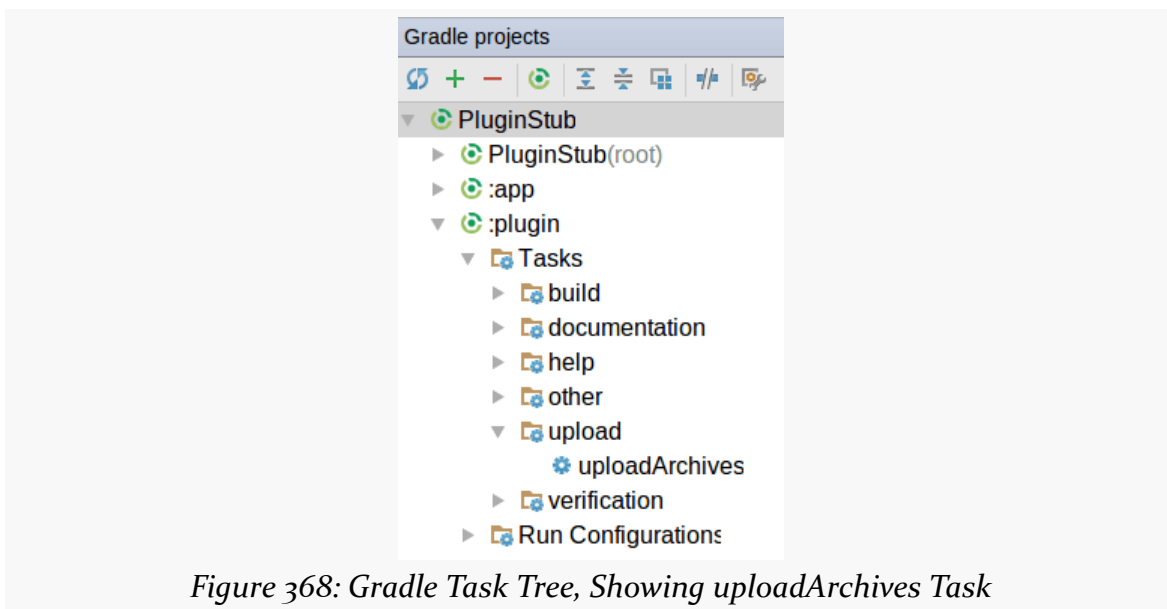 Gradle projects
PluginStub
PluginStub(root)
:app
:plugin
Tasks
build
documentation
help
other
upload
uploadArchives
verification
Run Configurations
Figure 368: Gradle Task Tree, Showing uploadArchives Task